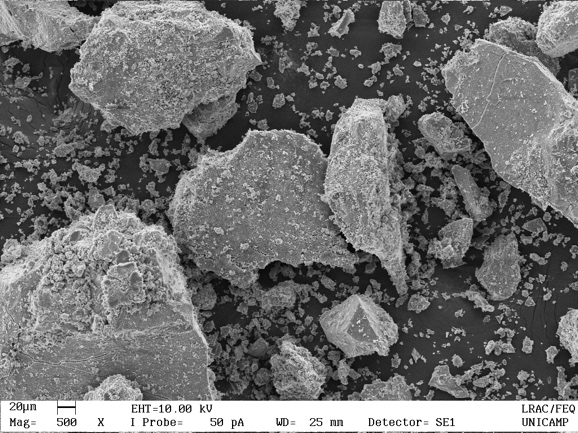 20µm EHT=10.00 kV LRAC/FEQ
Mag= 500 X I Probe= 50 pA WD= 25 mm Detector= SE1 UNICAMP